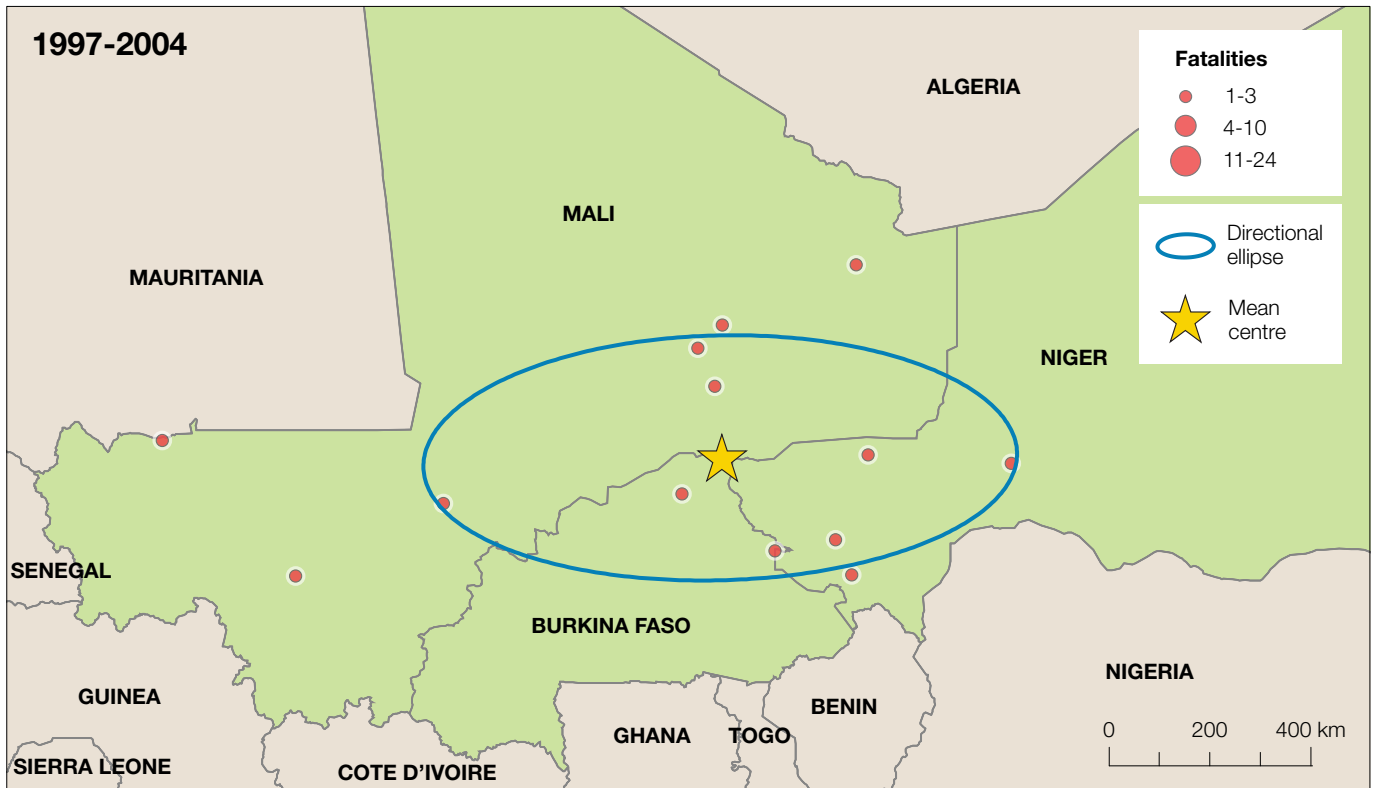 1997-2004
Fatalities
1-3
4-10
11-24
Directional
ellipse
Mean
centre
ALGERIA
MALI
MAURITANIA
NIGER
SENEGAL
BURKINA FASO
GUINEA
NIGERIA
BENIN
GHANA
TOGO
SIERRA LEONE
COTE D'IVOIRE
0 200 400 km